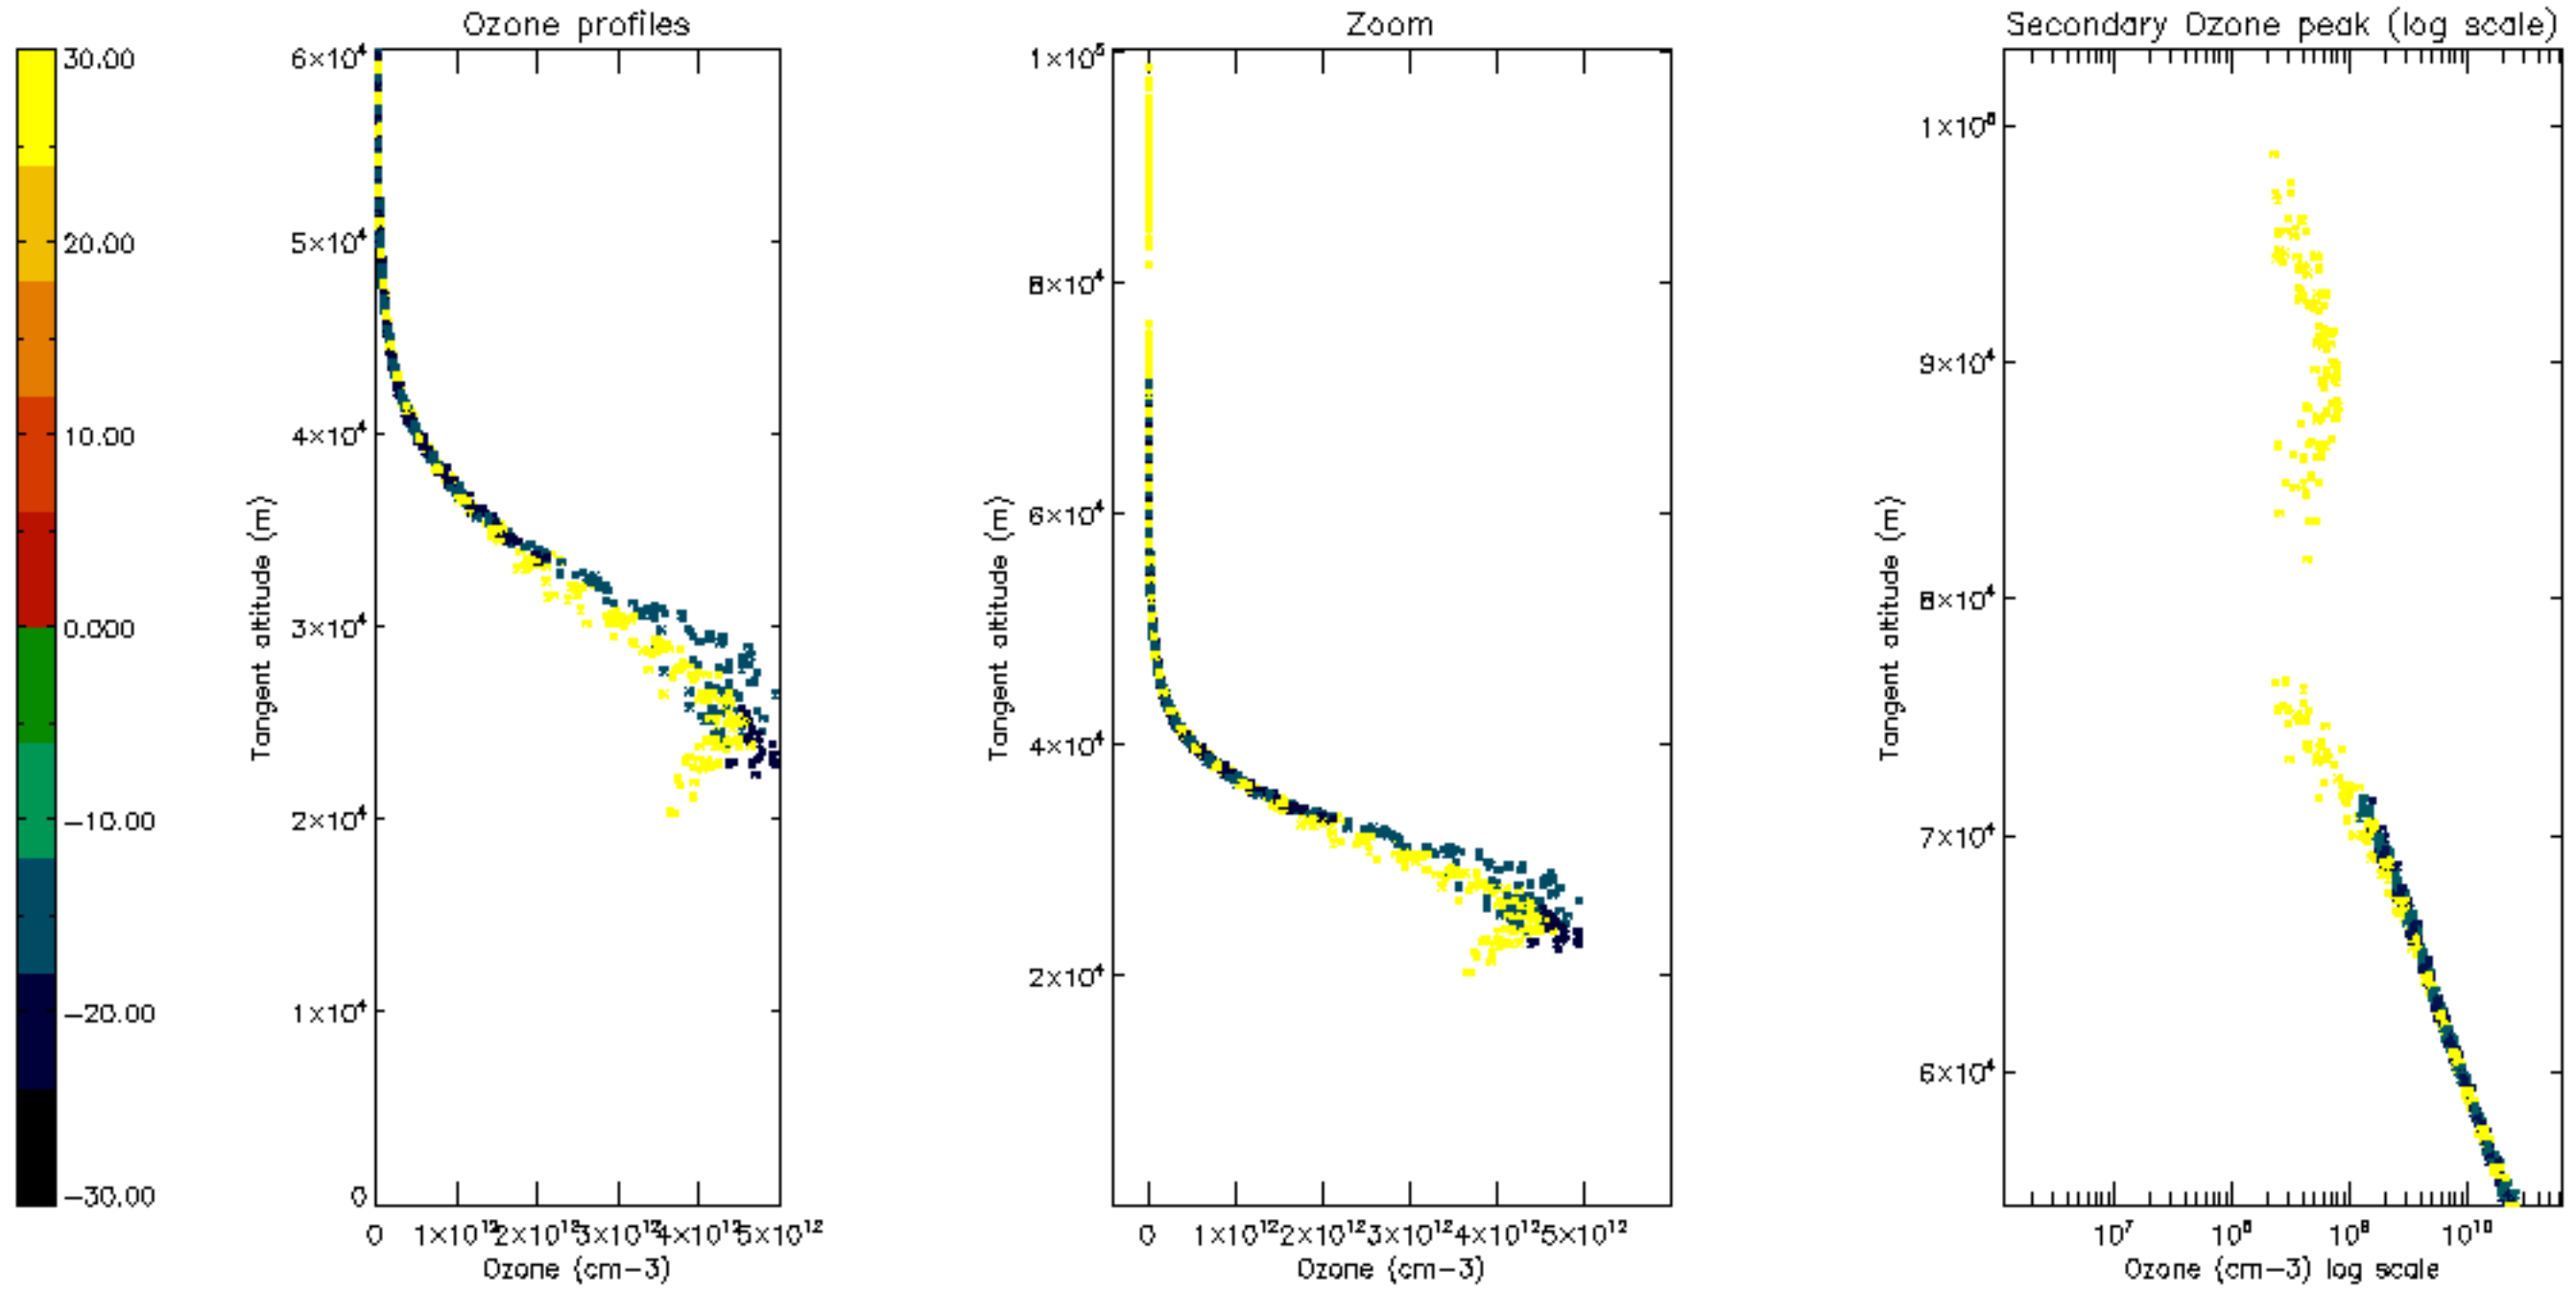 Ozone profiles
Zoom
Secondary Ozone peak (log scale)
30.00
20.00
10.00
0.000
−10.00
−20.00
−30.00
6×10⁴
5×10⁴
4×10⁴
3×10⁴
2×10⁴
1×10⁴
0
Tangent altitude (m)
0 1×10¹² 2×10¹² 3×10¹² 4×10¹² 5×10¹²
Ozone (cm−3)
1×10⁵
8×10⁴
6×10⁴
4×10⁴
2×10⁴
Tangent altitude (m)
0 1×10¹² 2×10¹² 3×10¹² 4×10¹² 5×10¹²
Ozone (cm−3)
1×10⁵
9×10⁴
8×10⁴
7×10⁴
6×10⁴
Tangent altitude (m)
10⁷ 10⁸ 10⁹ 10¹⁰
Ozone (cm−3) log scale